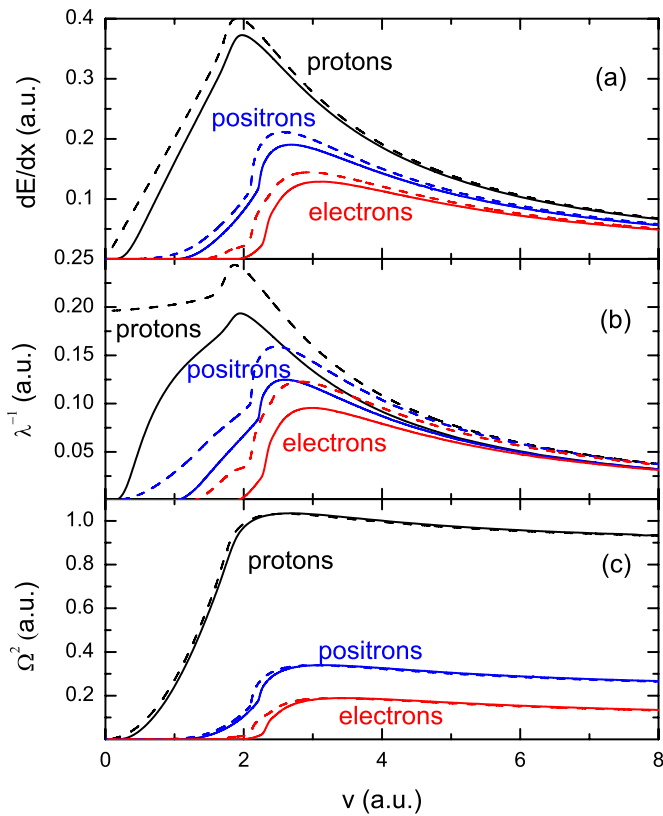 0.4
0.3
0.2
0.1
dE/dx (a.u.)
protons
(a)
positrons
electrons
0.25
0.20
0.15
0.10
0.05
λ⁻¹ (a.u.)
protons
(b)
positrons
electrons
1.0
0.8
0.6
0.4
0.2
Ω² (a.u.)
protons
(c)
positrons
electrons
0 2 3 4 6 8
v (a.u.)